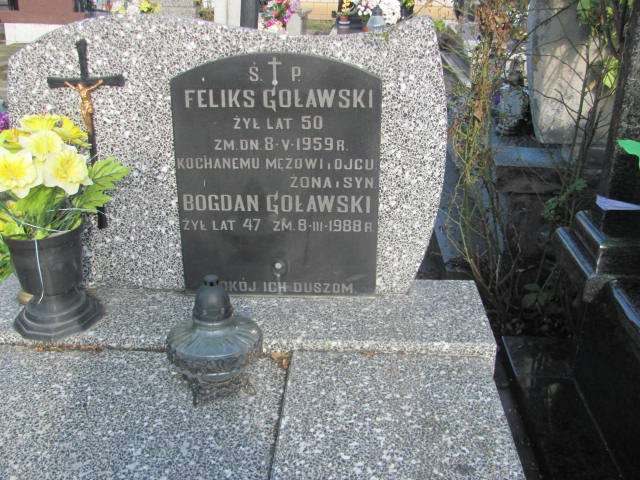 Ś. P.
FELIKS GOŁAWSKI
ŻYŁ LAT 50
ZM. DN. 8-V-1959 R.
KOCHANEMU MĘŻOWI i OJCU
ŻONA i SYN
BOGDAN GOŁAWSKI
ŻYŁ LAT 47 ZM. 8-III-1988 R
POKÓJ ICH DUSZOM.